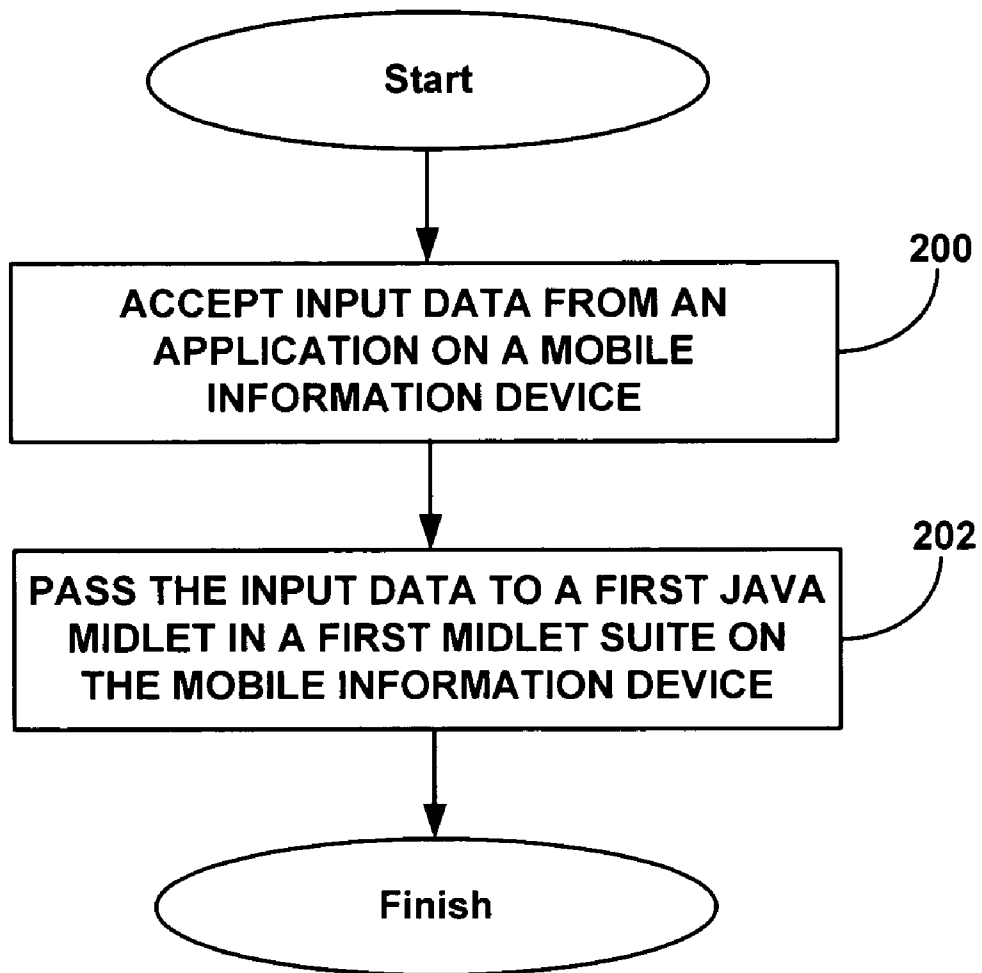 Start
200
ACCEPT INPUT DATA FROM AN
APPLICATION ON A MOBILE
INFORMATION DEVICE
202
PASS THE INPUT DATA TO A FIRST JAVA
MIDLET IN A FIRST MIDLET SUITE ON
THE MOBILE INFORMATION DEVICE
Finish